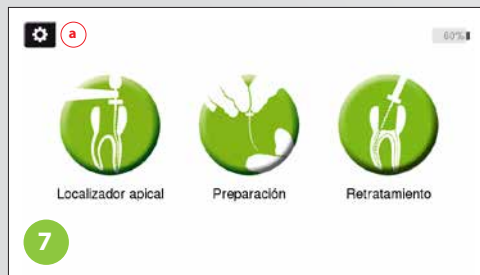 a
60%
Localizador apical
Preparación
Retratamiento
7